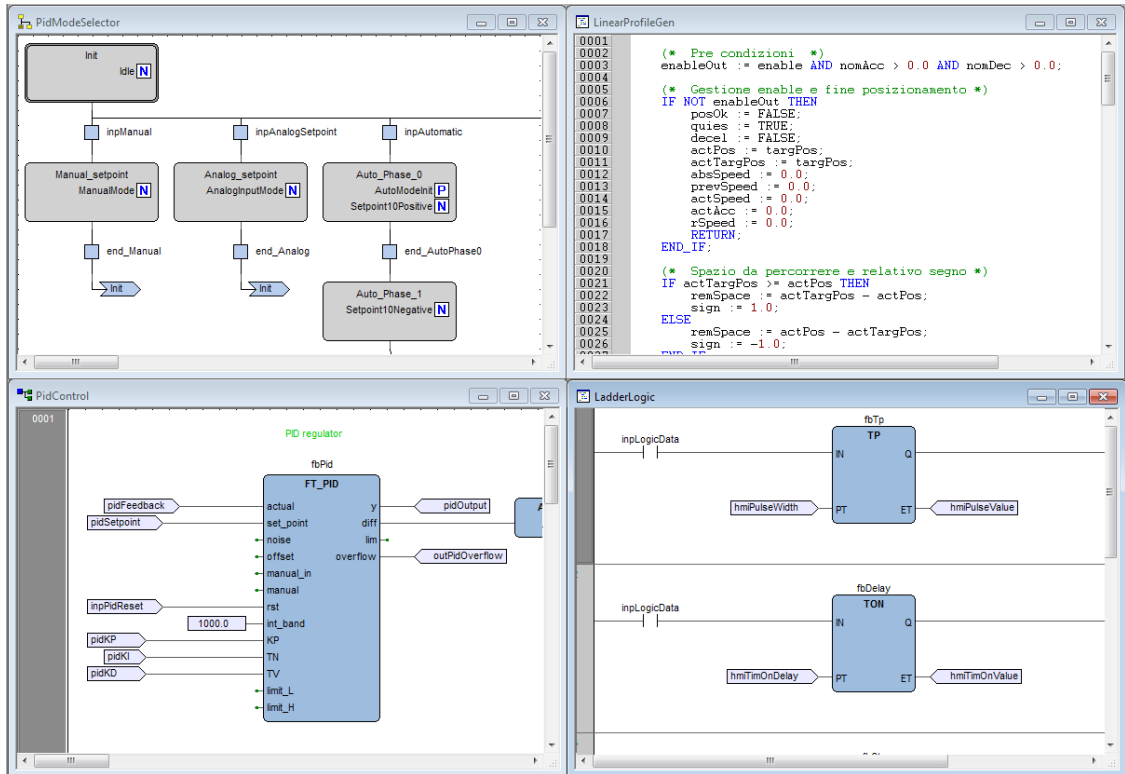 PidModeSelector
Init
Idle N
inpManual
inpAnalogSetpoint
inpAutomatic
Manual_setpoint
ManualMode N
Analog_setpoint
AnalogInputMode N
Auto_Phase_0
AutoModeInit P
Setpoint10Positive N
end_Manual
end_Analog
end_AutoPhase0
Init
Init
Auto_Phase_1
Setpoint10Negative N
LinearProfileGen
0001
0002 (* Pre condizioni *)
0003 enableOut := enable AND nomAcc > 0.0 AND nomDec > 0.0;
0004
0005 (* Gestione enable e fine posizionamento *)
0006 IF NOT enableOut THEN
0007 posOk := FALSE;
0008 quies := TRUE;
0009 decel := FALSE;
0010 actPos := targPos;
0011 actTargPos := targPos;
0012 absSpeed := 0.0;
0013 prevSpeed := 0.0;
0014 actSpeed := 0.0;
0015 actAcc := 0.0;
0016 rSpeed := 0.0;
0017 RETURN;
0018 END_IF;
0019
0020 (* Spazio da percorrere e relativo segno *)
0021 IF actTargPos >= actPos THEN
0022 remSpace := actTargPos - actPos;
0023 sign := 1.0;
0024 ELSE
0025 remSpace := actPos - actTargPos;
0026 sign := -1.0;
0027 END_IF;
PidControl
0001
PID regulator
fbPid
FT_PID
pidFeedback actual y pidOutput
pidSetpoint set_point diff
noise lim
offset overflow outPidOverflow
manual_in
manual
inpPidReset rst
1000.0 int_band
pidKP KP
pidKI TN
pidKD TV
limit_L
limit_H
A
LadderLogic
fbTp
inpLogicData TP
IN Q
hmiPulseWidth PT ET hmiPulseValue
fbDelay
inpLogicData TON
IN Q
hmiTimOnDelay PT ET hmiTimOnValue